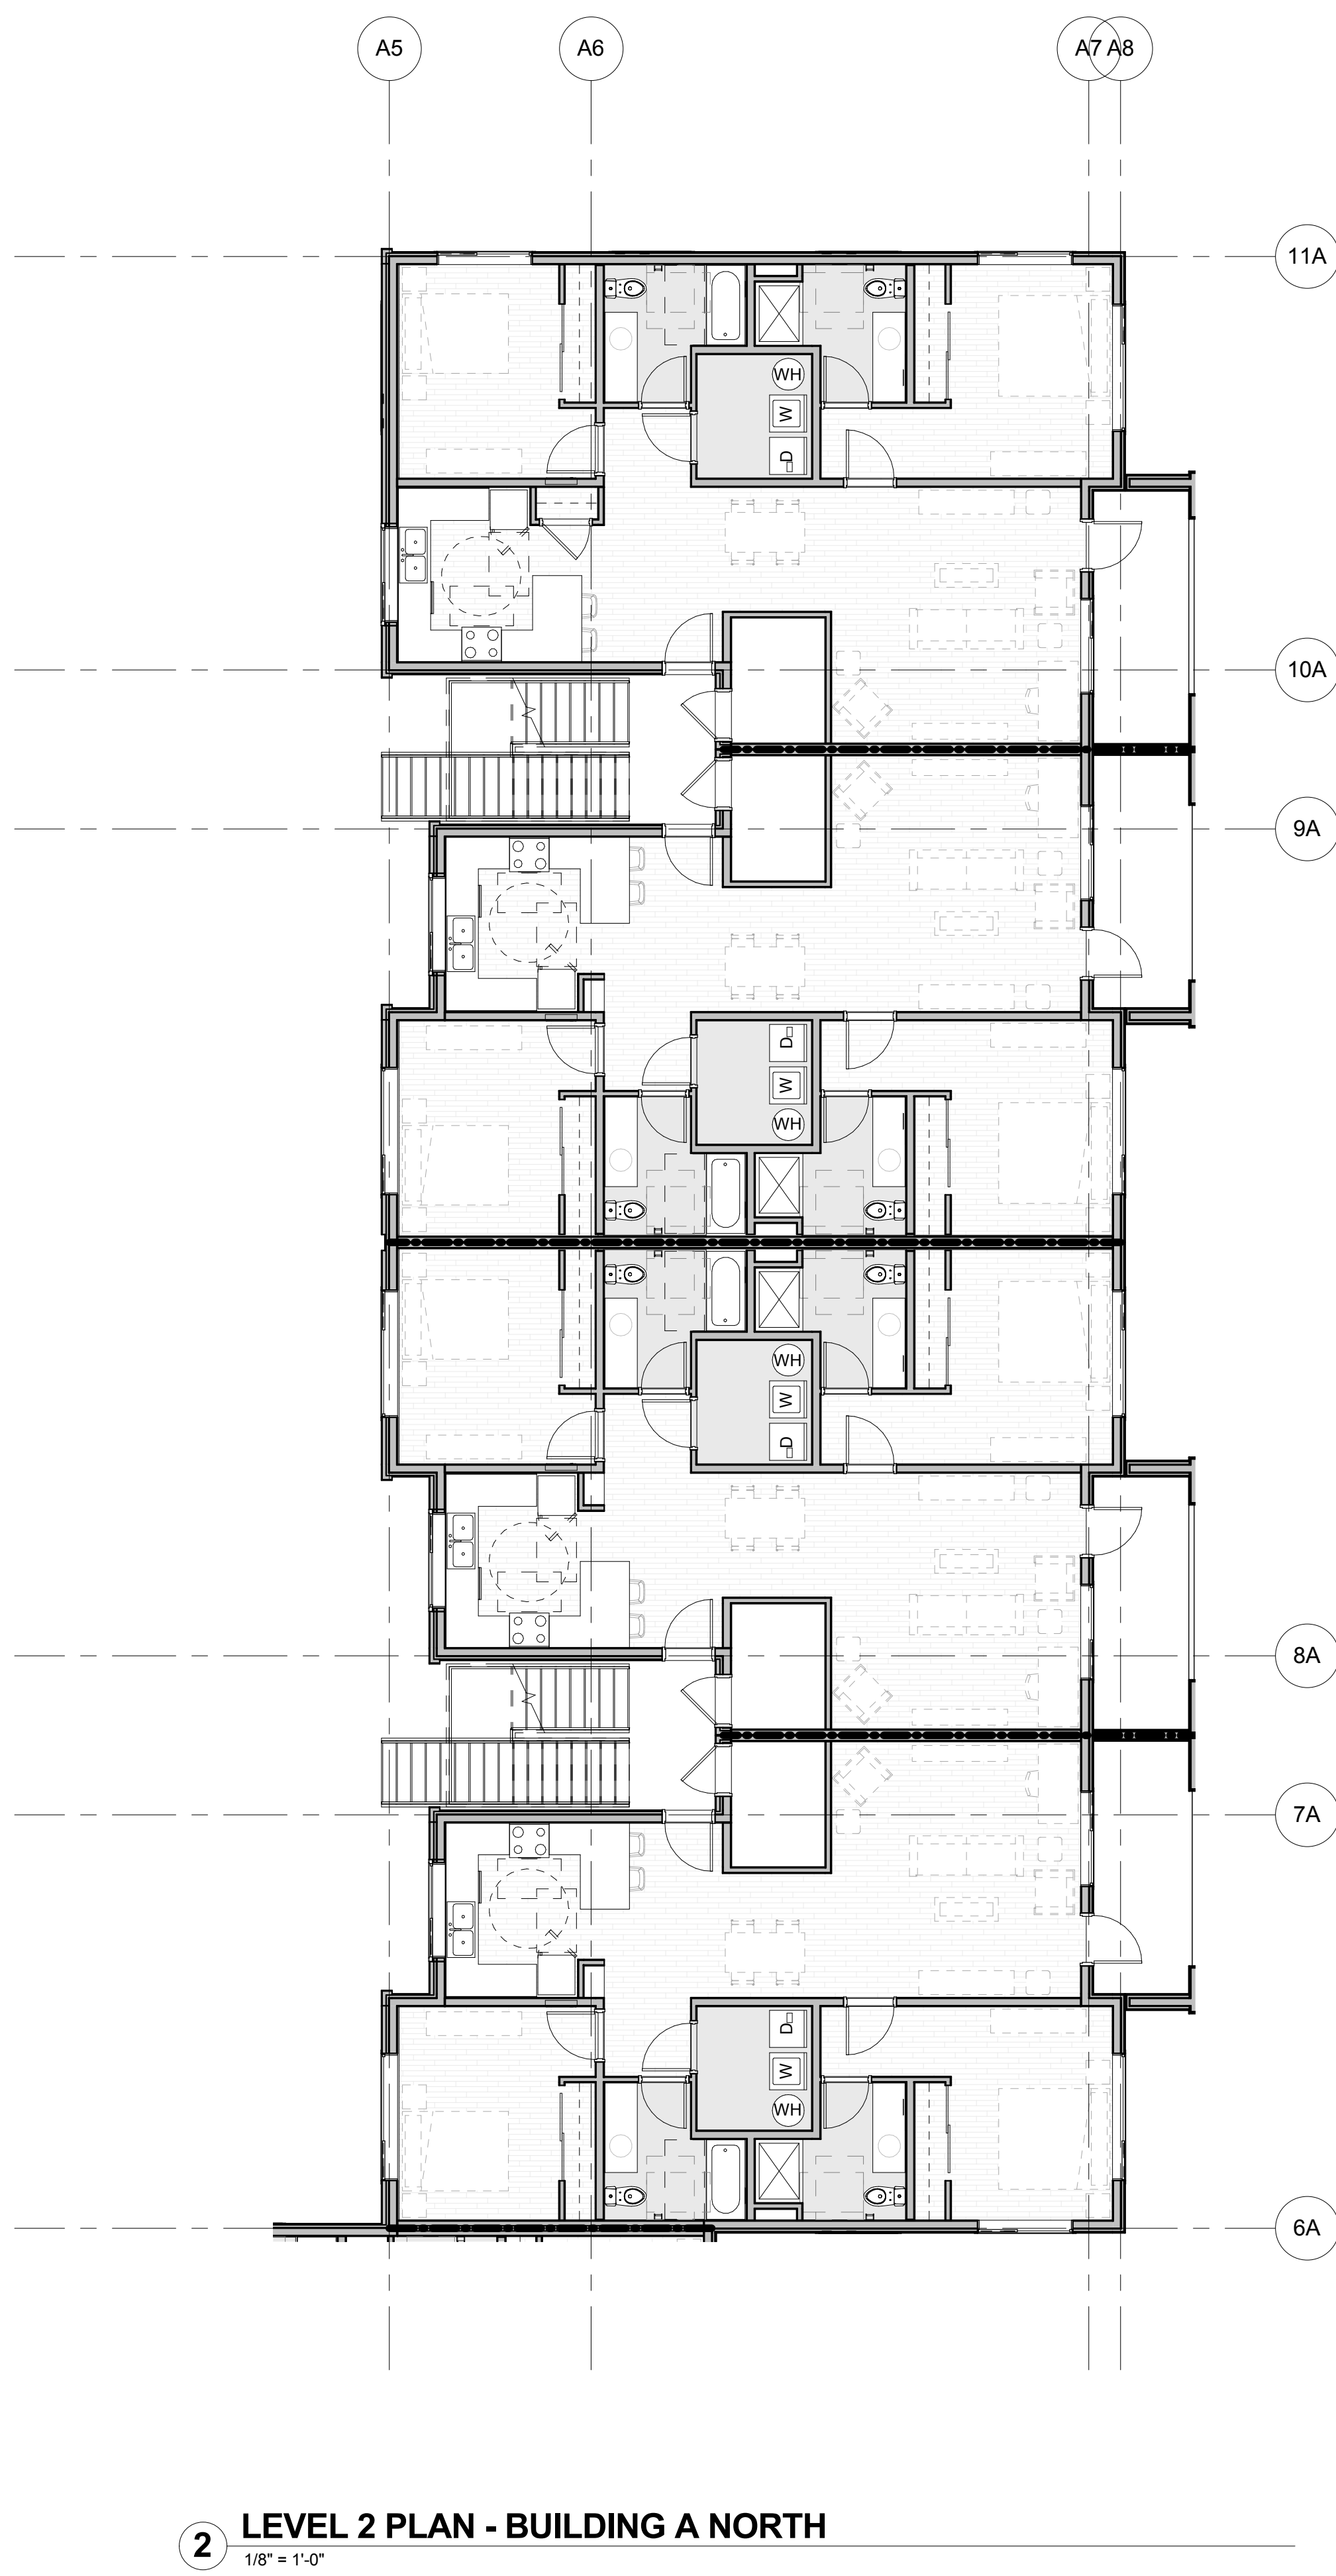 A5 A6 A7 A8
11A
WH
W
D
10A
9A
D
W
WH
WH
W
D
8A
7A
D
W
WH
6A
2 LEVEL 2 PLAN - BUILDING A NORTH
1/8" = 1'-0"